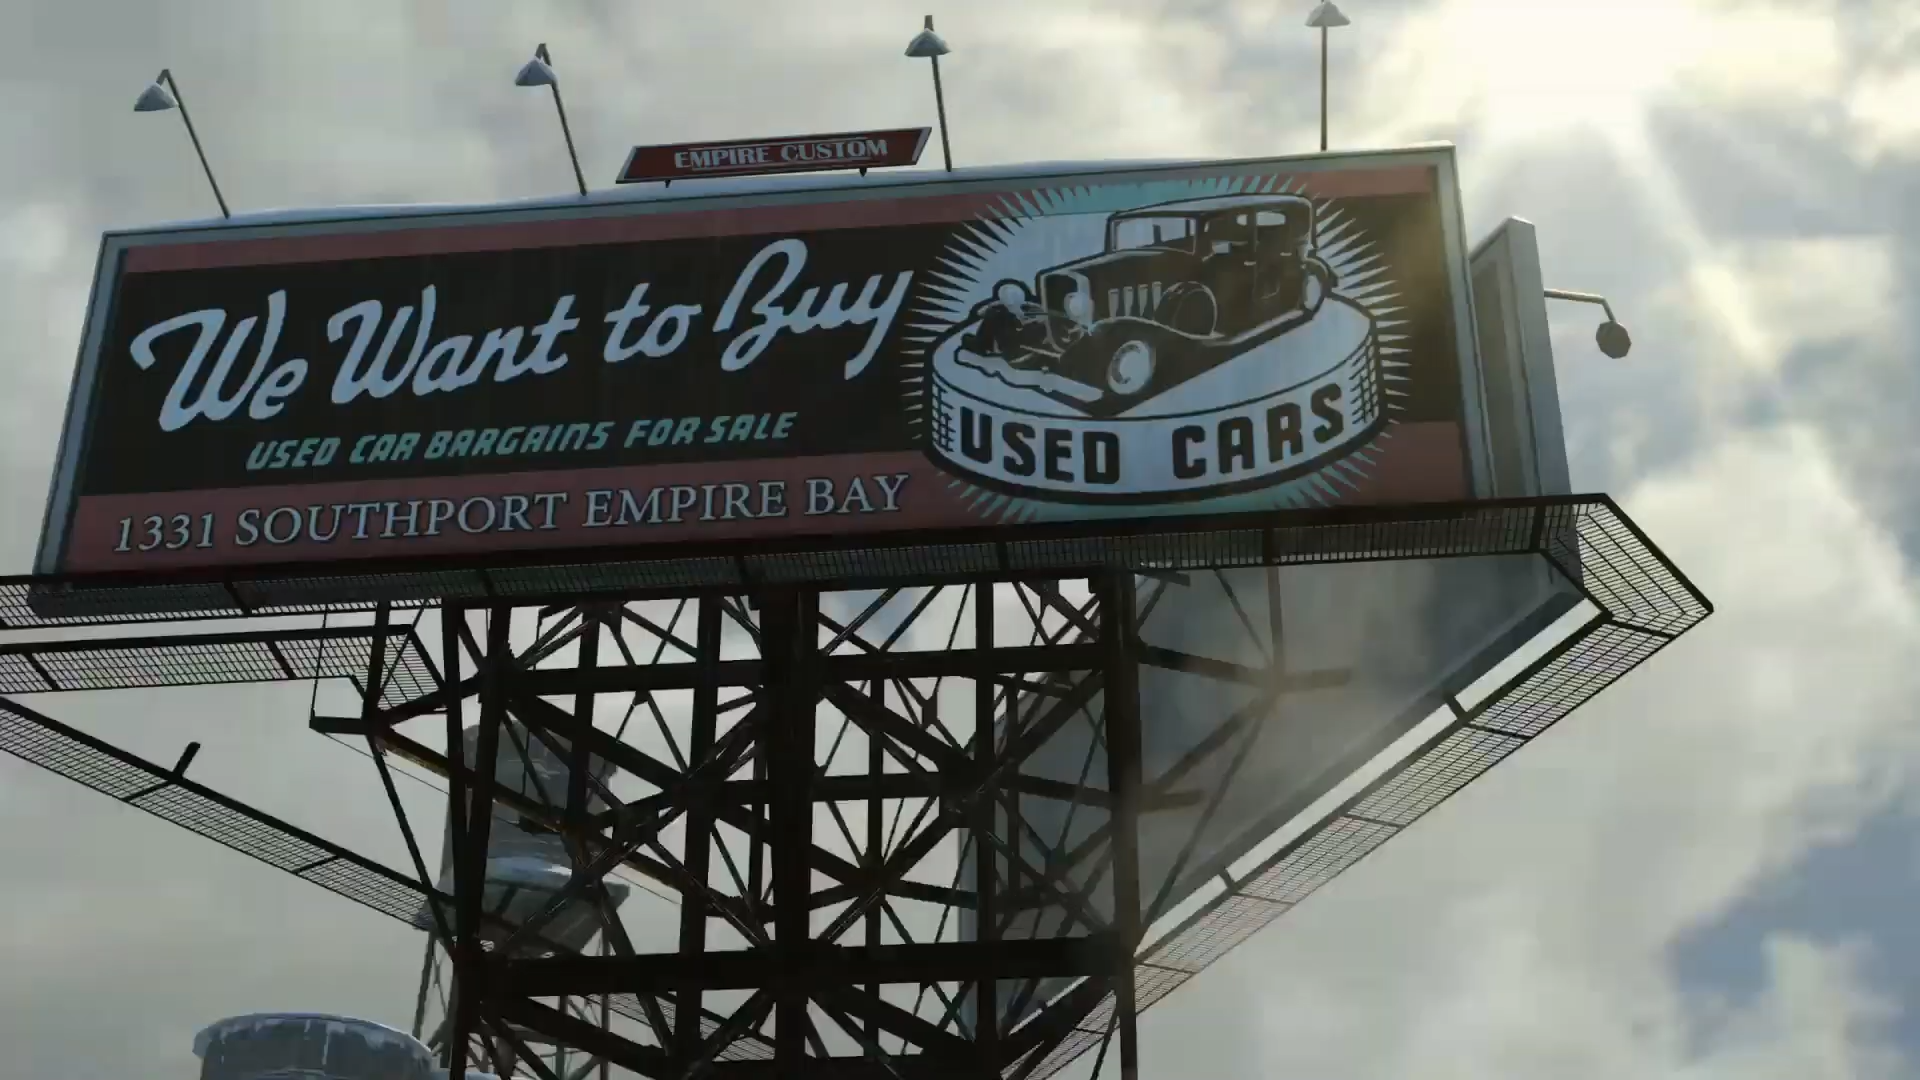 EMPIRE CUSTOM
We Want to Buy
USED CAR BARGAINS FOR SALE
1331 SOUTHPORT EMPIRE BAY
USED CARS